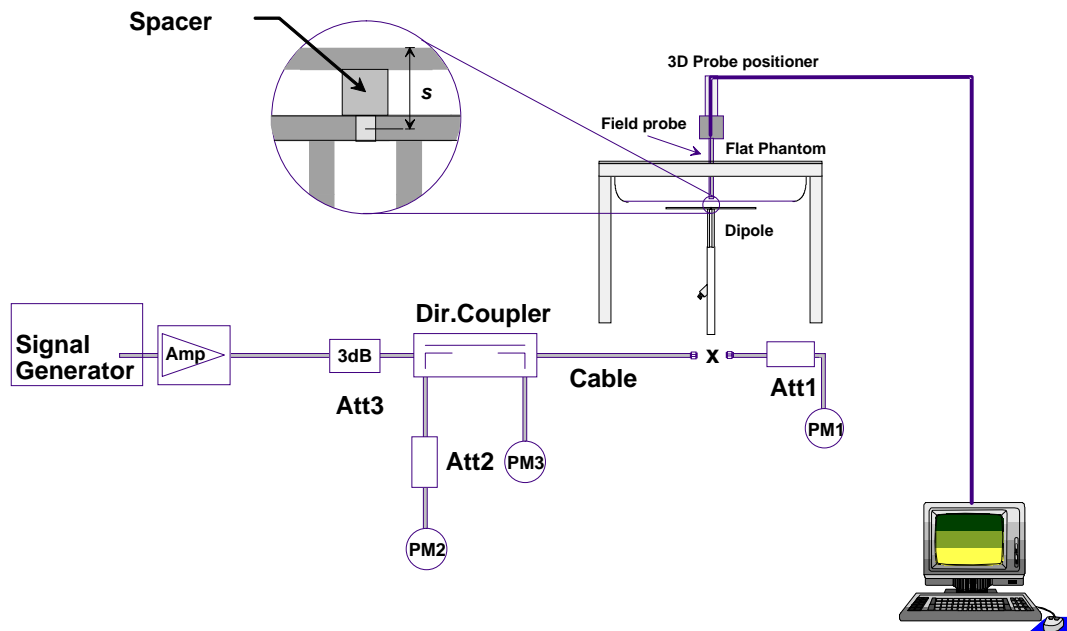 Spacer
s
3D Probe positioner
Field probe
Flat Phantom
Dipole
Dir.Coupler
Signal
Generator
Amp
3dB
Att3
Cable
x
Att1
PM1
Att2
PM3
PM2